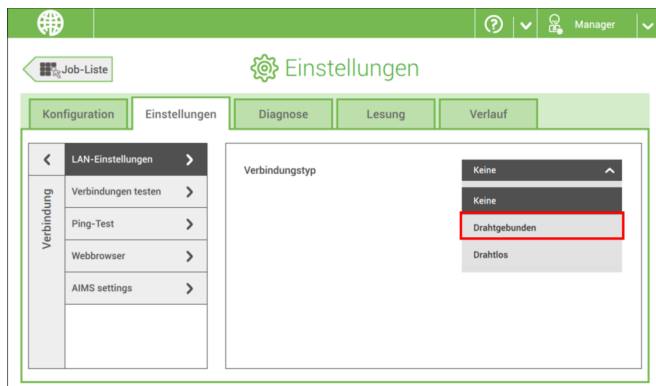 Manager
Job-Liste
Einstellungen
Konfiguration
Einstellungen
Diagnose
Lesung
Verlauf
Verbindung
LAN-Einstellungen
Verbindungen testen
Ping-Test
Webbrowser
AIMS settings
Verbindungstyp
Keine
Keine
Drahtgebunden
Drahtlos